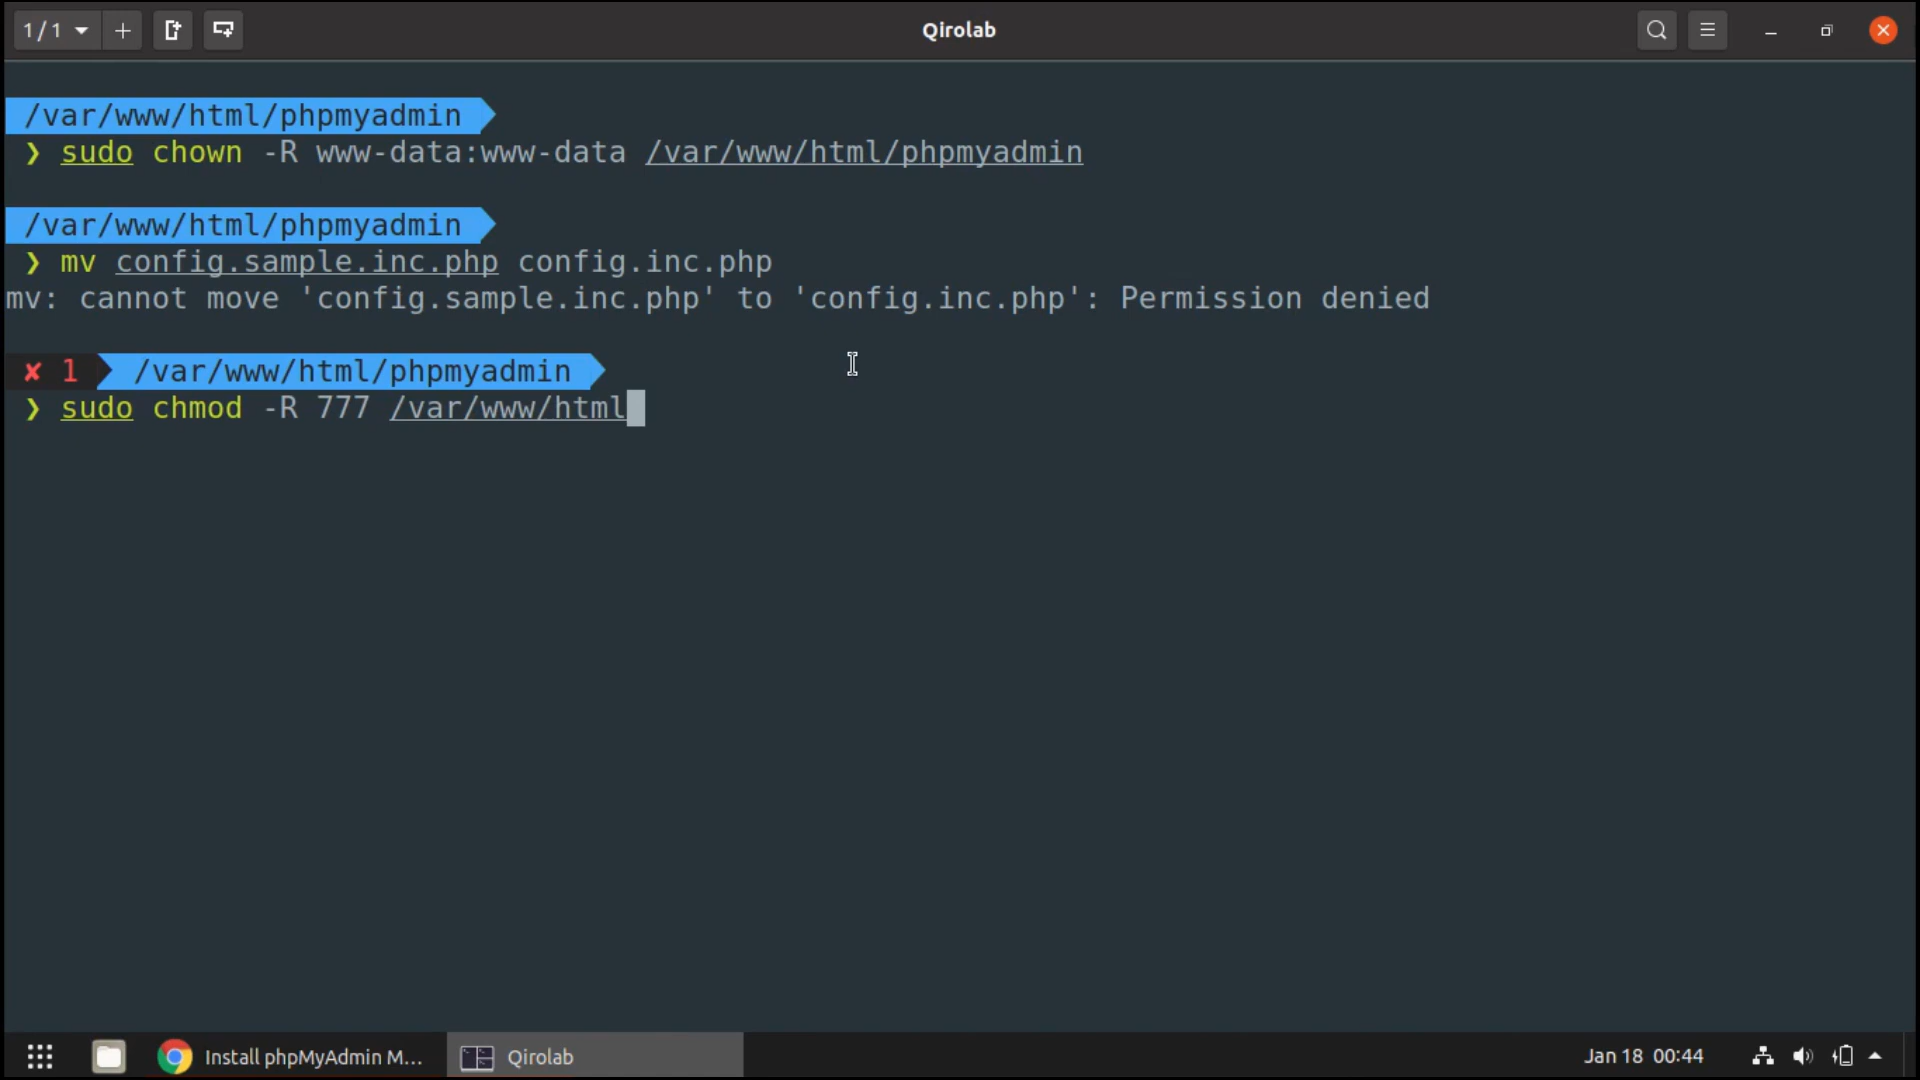 1/1
Qirolab
/var/www/html/phpmyadmin
❯ sudo chown -R www-data:www-data /var/www/html/phpmyadmin
/var/www/html/phpmyadmin
❯ mv config.sample.inc.php config.inc.php
mv: cannot move 'config.sample.inc.php' to 'config.inc.php': Permission denied
✘ 1 /var/www/html/phpmyadmin
❯ sudo chmod -R 777 /var/www/html
Install phpMyAdmin M...
Qirolab
Jan 18 00:44